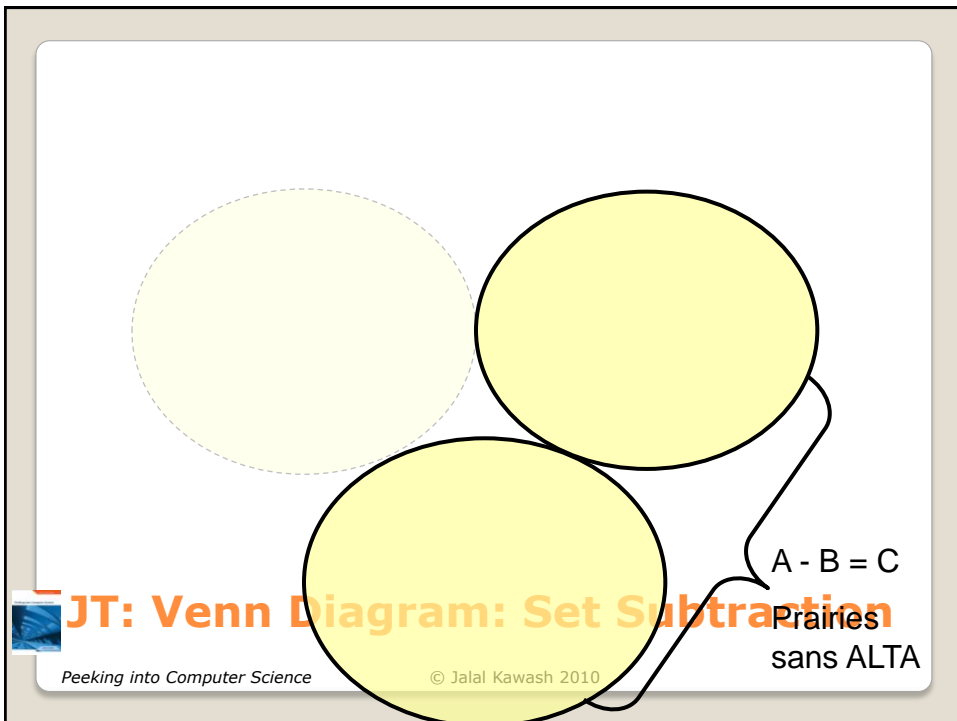 A - B = C
JT: Venn Diagram: Set Subtraction
Prairies
sans ALTA
Peeking into Computer Science
© Jalal Kawash 2010